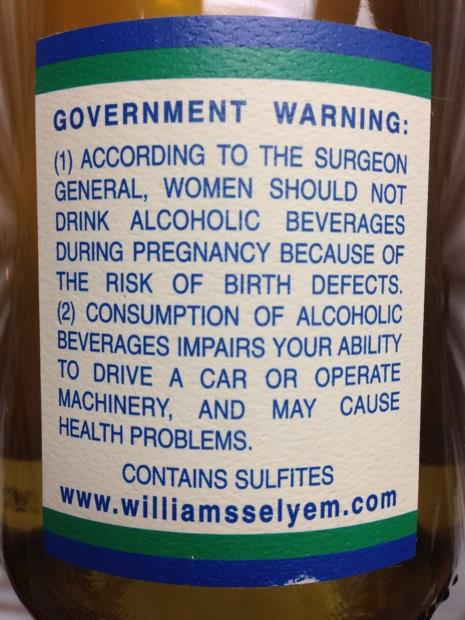 GOVERNMENT WARNING:
(1) ACCORDING TO THE SURGEON
GENERAL, WOMEN SHOULD NOT
DRINK ALCOHOLIC BEVERAGES
DURING PREGNANCY BECAUSE OF
THE RISK OF BIRTH DEFECTS.
(2) CONSUMPTION OF ALCOHOLIC
BEVERAGES IMPAIRS YOUR ABILITY
TO DRIVE A CAR OR OPERATE
MACHINERY, AND MAY CAUSE
HEALTH PROBLEMS.
CONTAINS SULFITES
www.williamsselyem.com